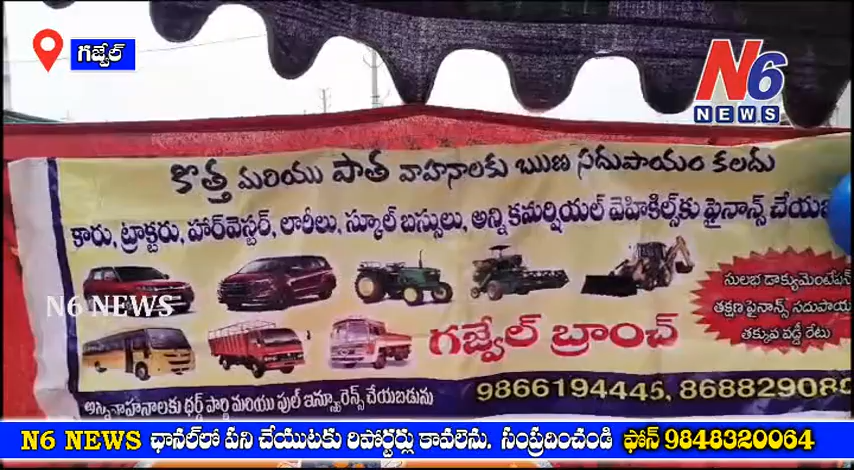 గజ్వేల్
N6
NEWS
కొత్త మరియు పాత వాహనాలకు ఋణ సదుపాయం కలదు
కారు, ట్రాక్టరు, హార్‌వెస్టర్, లారీలు, స్కూల్ బస్సులు, అన్ని కమర్షియల్ వెహికిల్స్‌కు ఫైనాన్స్
సులభ డాక్యుమెంటేషన్
తక్షణ ఫైనాన్స్ సదుపాయం
తక్కువ వడ్డీ రేటు
N6 NEWS
గజ్వేల్ బ్రాంచ్
అన్నివాహనాలకు థర్డ్ పార్టీ మరియు ఫుల్ ఇన్సూరెన్స్ చేయబడును
9866194445,
N6 NEWS ఛానల్‌లో పని చేయుటకు రిపోర్టర్లు కావలెను. సంప్రదించండి ఫోన్ 9848320064